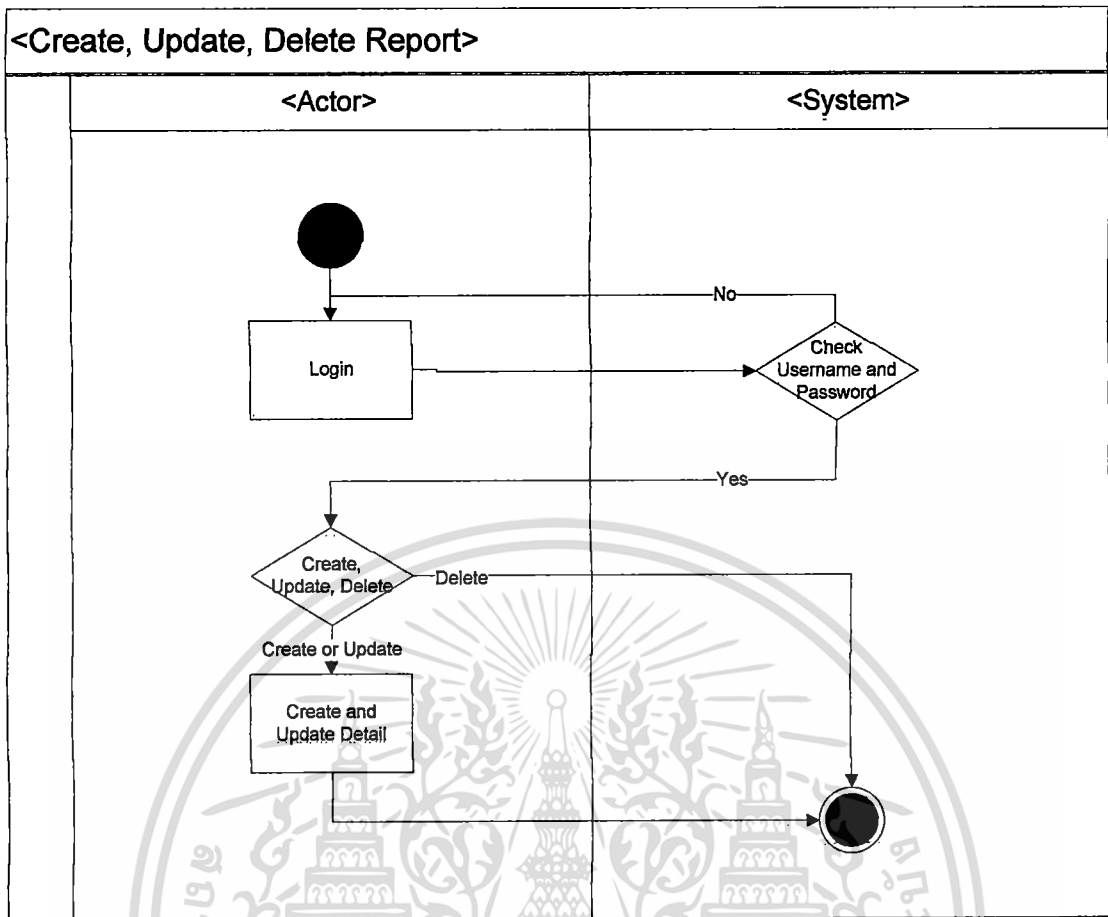 <Create, Update, Delete Report>
<Actor>
<System>
No
Login
Check
Username and
Password
Yes
Create,
Update, Delete
Delete
Create or Update
Create and
Update Detail